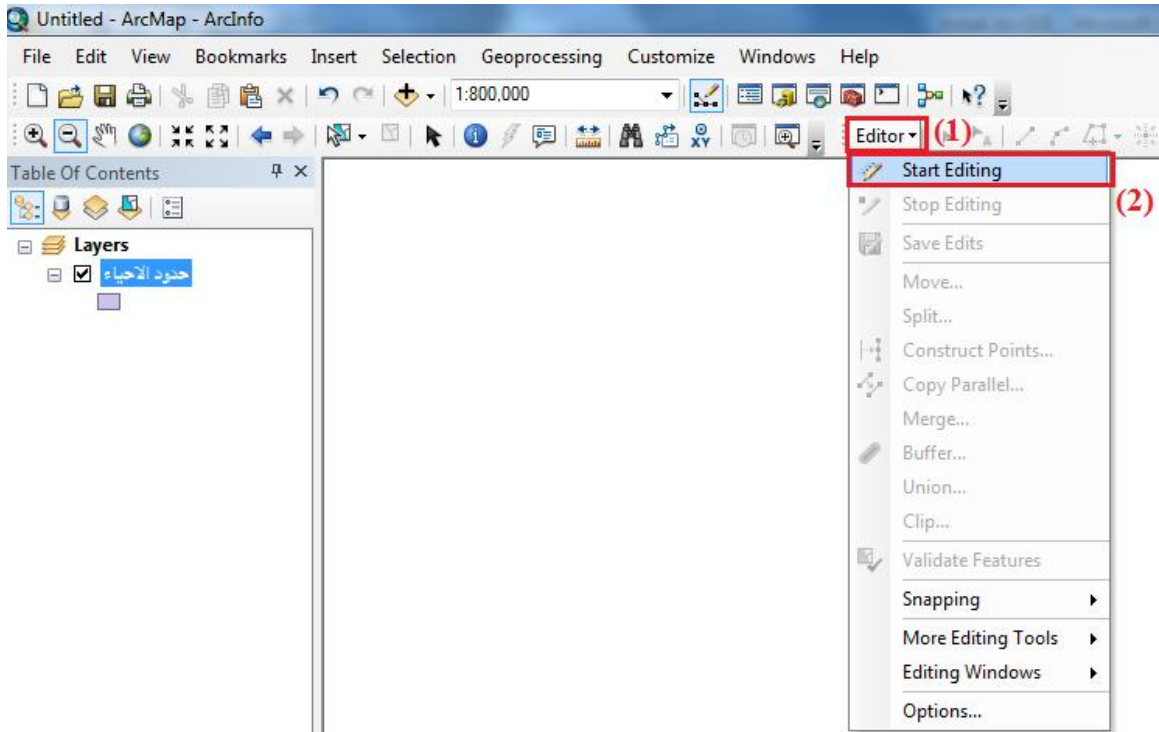 Untitled - ArcMap - ArcInfo
File Edit View Bookmarks Insert Selection Geoprocessing Customize Windows Help
1:800,000
Editor (1)
Table Of Contents
Start Editing
(2)
Stop Editing
Layers
Save Edits
حدود الاحياء
Move...
Split...
Construct Points...
Copy Parallel...
Merge...
Buffer...
Union...
Clip...
Validate Features
Snapping
More Editing Tools
Editing Windows
Options...